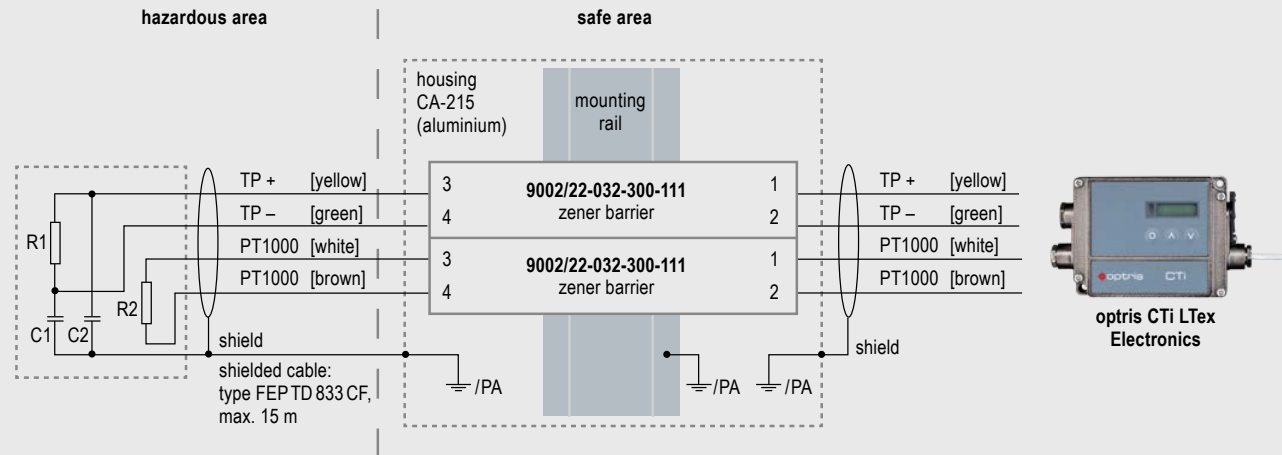 hazardous area
safe area
housing
CA-215
(aluminium)
mounting
rail
TP + [yellow]
TP – [green]
PT1000 [white]
PT1000 [brown]
3
4
9002/22-032-300-111
zener barrier
1
2
3
4
9002/22-032-300-111
zener barrier
1
2
TP + [yellow]
TP – [green]
PT1000 [white]
PT1000 [brown]
R1
R2
C1
C2
shield
shielded cable:
type FEP TD 833 CF,
max. 15 m
/PA
/PA
/PA
shield
optris CTi
optris CTi LTex
Electronics